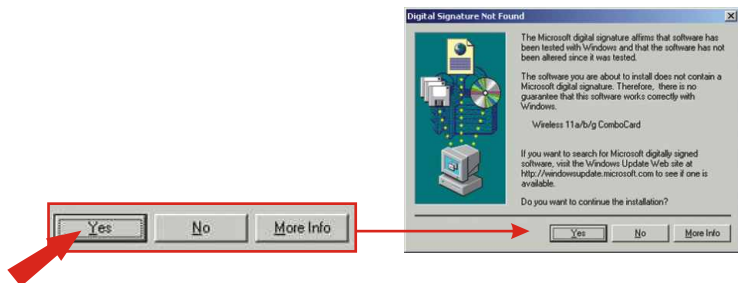 Digital Signature Not Found
The Microsoft digital signature affirms that software has
been tested with Windows and that the software has not
been altered since it was tested.
The software you are about to install does not contain a
Microsoft digital signature. Therefore, there is no
guarantee that this software works correctly with
Windows.
Wireless 11a/b/g ComboCard
If you want to search for Microsoft digitally signed
software, visit the Windows Update Web site at
http://windowsupdate.microsoft.com to see if one is
available.
Do you want to continue the installation?
Yes No More Info
Yes No More Info